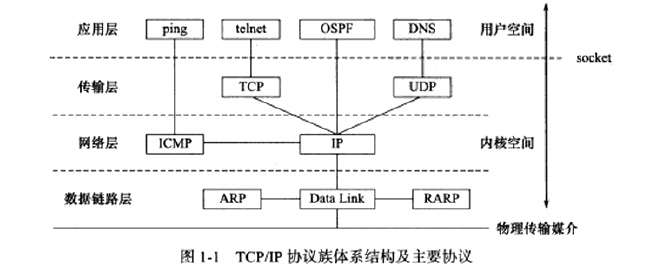 应用层 ping telnet OSPF DNS 用户空间
socket
传输层 TCP UDP
网络层 ICMP IP 内核空间
数据链路层 ARP Data Link RARP
物理传输媒介
图 1-1 TCP/IP 协议族体系结构及主要协议